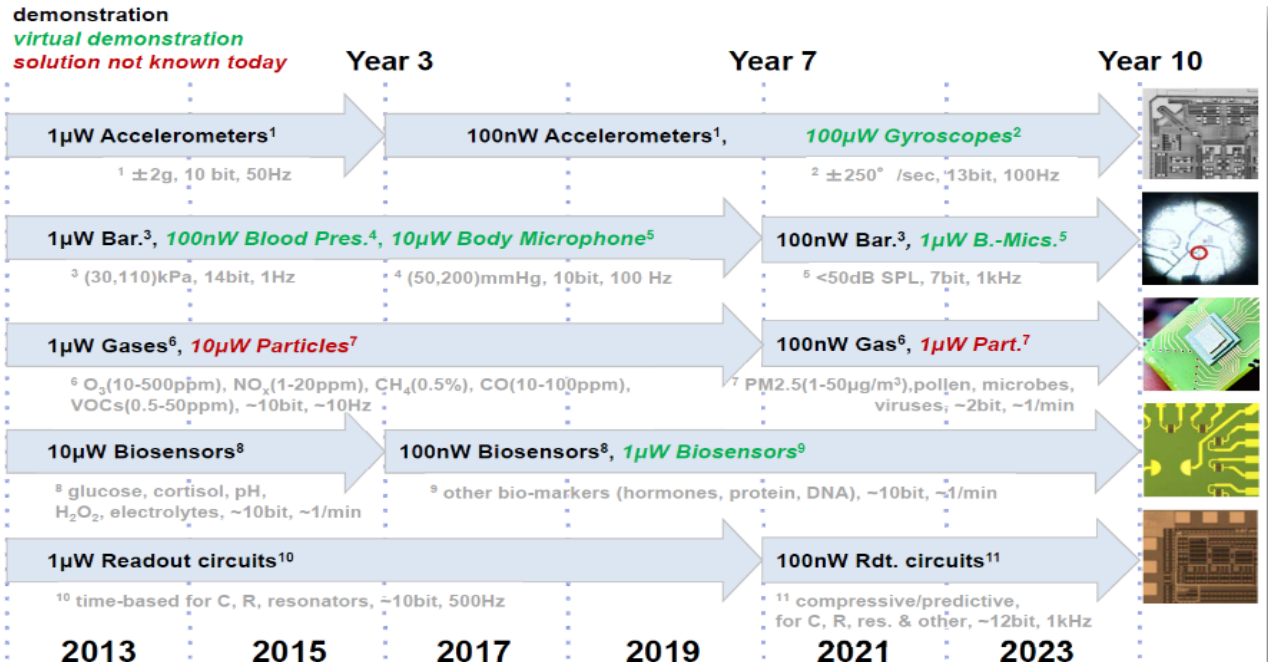 demonstration
virtual demonstration
solution not known today
Year 3
Year 7
Year 10
1µW Accelerometers¹
100nW Accelerometers¹, 100µW Gyroscopes²
¹ ±2g, 10 bit, 50Hz
² ±250° /sec, 13bit, 100Hz
1µW Bar.³, 100nW Blood Pres.⁴, 10µW Body Microphone⁵
100nW Bar.³, 1µW B.-Mics.⁵
³ (30,110)kPa, 14bit, 1Hz
⁴ (50,200)mmHg, 10bit, 100 Hz
⁵ <50dB SPL, 7bit, 1kHz
1µW Gases⁶, 10µW Particles⁷
100nW Gas⁶, 1µW Part.⁷
⁶ O₃(10-500ppm), NOₓ(1-20ppm), CH₄(0.5%), CO(10-100ppm),
VOCs(0.5-50ppm), ~10bit, ~10Hz
⁷ PM2.5(1-50µg/m³),pollen, microbes,
viruses, ~2bit, ~1/min
10µW Biosensors⁸
100nW Biosensors⁸, 1µW Biosensors⁹
⁸ glucose, cortisol, pH,
H₂O₂, electrolytes, ~10bit, ~1/min
⁹ other bio-markers (hormones, protein, DNA), ~10bit, ~1/min
1µW Readout circuits¹⁰
100nW Rdt. circuits¹¹
¹⁰ time-based for C, R, resonators, ~10bit, 500Hz
¹¹ compressive/predictive,
for C, R, res. & other, ~12bit, 1kHz
2013
2015
2017
2019
2021
2023